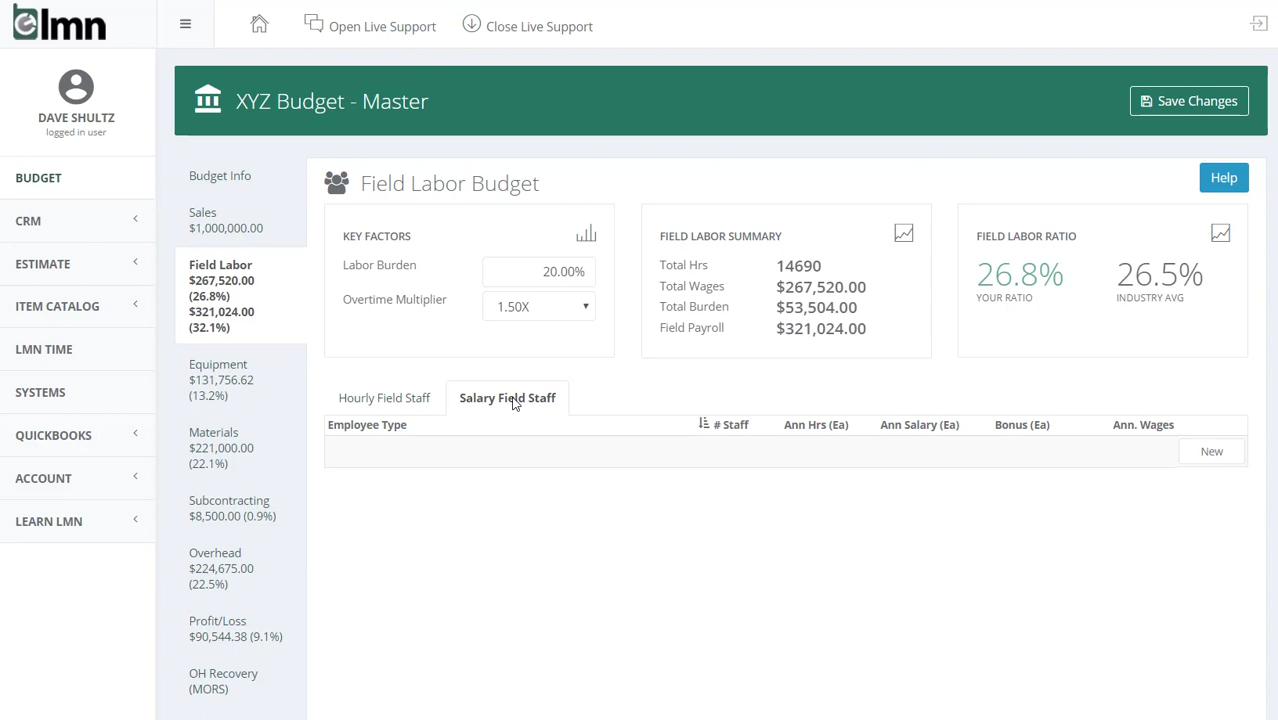 lmn
Open Live Support
Close Live Support
DAVE SHULTZ
logged in user
BUDGET
CRM
ESTIMATE
ITEM CATALOG
LMN TIME
SYSTEMS
QUICKBOOKS
ACCOUNT
LEARN LMN
XYZ Budget - Master
Save Changes
Budget Info
Sales
$1,000,000.00
Field Labor
$267,520.00
(26.8%)
$321,024.00
(32.1%)
Equipment
$131,756.62
(13.2%)
Materials
$221,000.00
(22.1%)
Subcontracting
$8,500.00 (0.9%)
Overhead
$224,675.00
(22.5%)
Profit/Loss
$90,544.38 (9.1%)
OH Recovery
(MORS)
Field Labor Budget
Help
KEY FACTORS
Labor Burden 20.00%
Overtime Multiplier 1.50X
FIELD LABOR SUMMARY
Total Hrs 14690
Total Wages $267,520.00
Total Burden $53,504.00
Field Payroll $321,024.00
FIELD LABOR RATIO
26.8% 26.5%
YOUR RATIO INDUSTRY AVG
Hourly Field Staff Salary Field Staff
Employee Type # Staff Ann Hrs (Ea) Ann Salary (Ea) Bonus (Ea) Ann. Wages
New